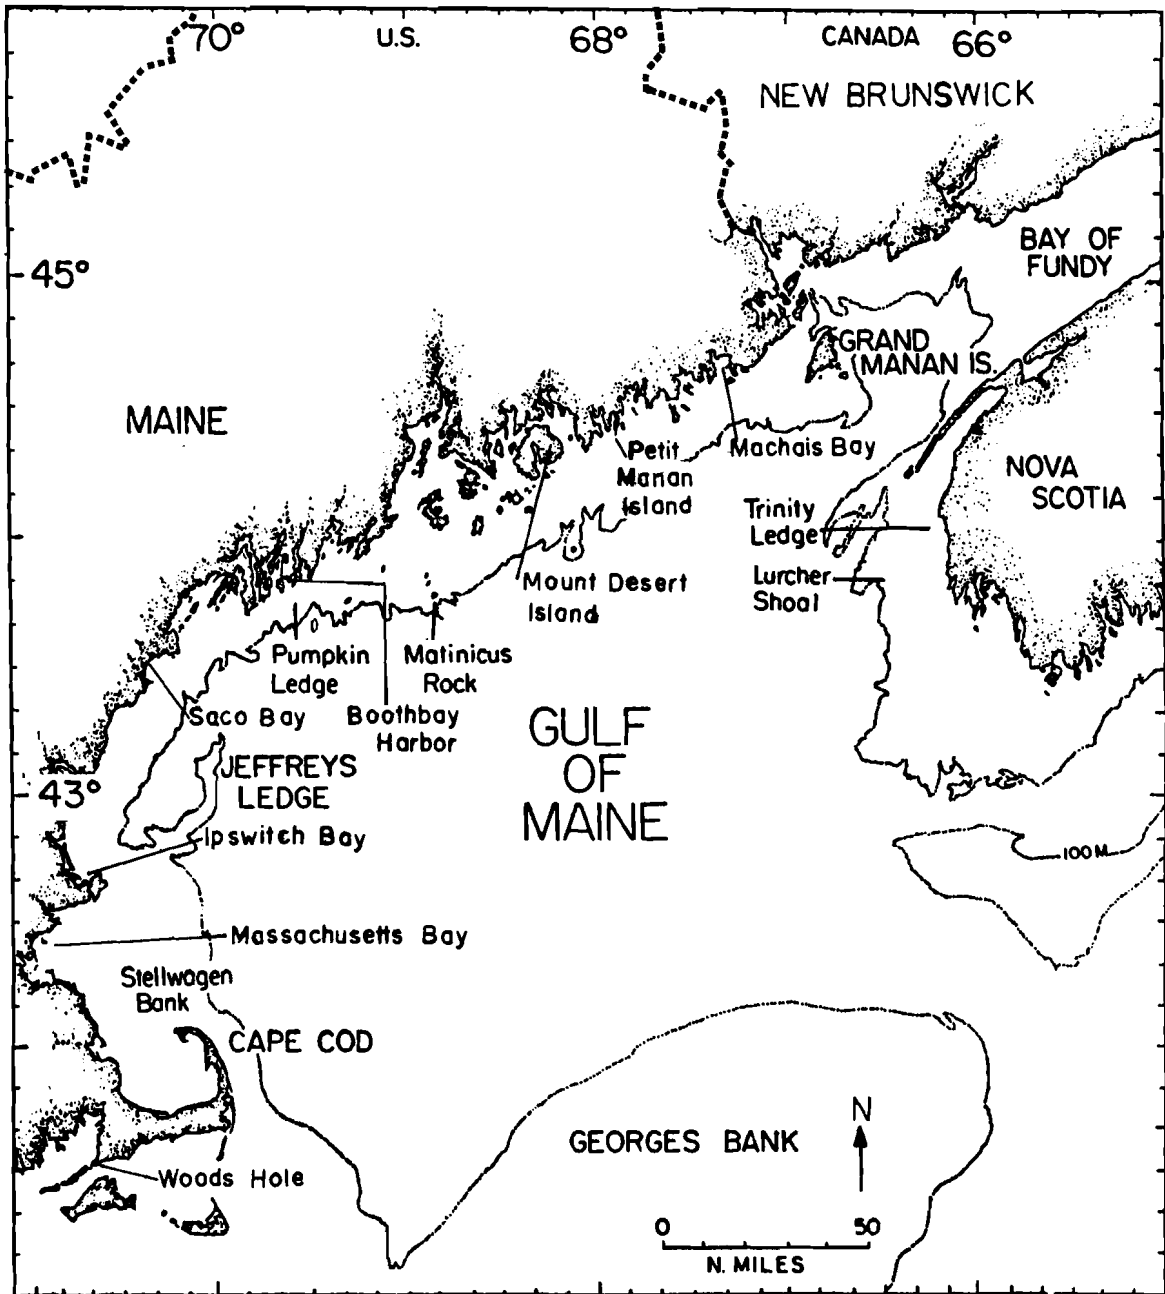 70° U.S. 68° CANADA 66°
NEW BRUNSWICK
BAY OF
FUNDY
45°
GRAND
MANAN IS.
MAINE
Petit
Manan
Island
Machais Bay
NOVA
SCOTIA
Trinity
Ledge
Lurcher
Shoal
Mount Desert
Island
Pumpkin
Ledge
Matinicus
Rock
Saco Bay
Boothbay
Harbor
GULF
OF
MAINE
JEFFREYS
LEDGE
43°
Ipswitch Bay
100 M
Massachusetts Bay
Stellwagen
Bank
CAPE COD
N
GEORGES BANK
Woods Hole
0 50
N. MILES